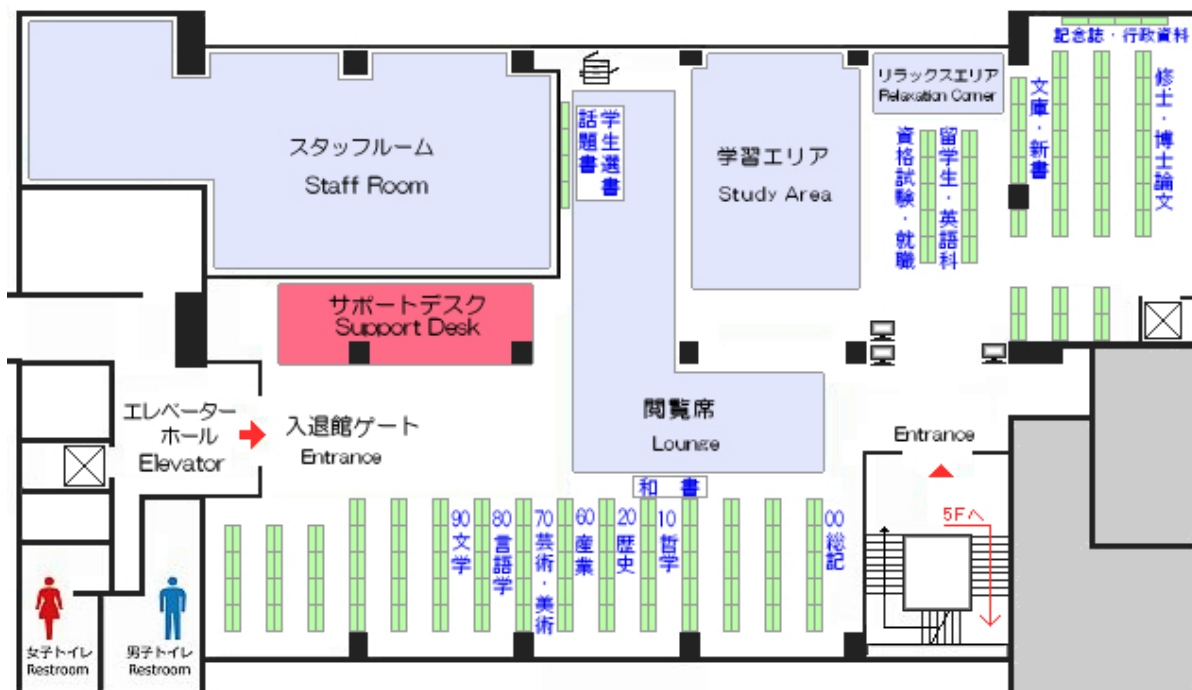 記念誌・行政資料
リラックスエリア
Relaxation Corner
文庫・新書
修士・博士論文
学生選書
話題書
スタッフルーム
Staff Room
学習エリア
Study Area
留学生・英語科
資格試験・就職
サポートデスク
Support Desk
エレベーター
ホール
Elevator
入退館ゲート
Entrance
閲覧席
Lounge
Entrance
和書
5Fへ
90文学
80言語学
70芸術・美術
60産業
20歴史
10哲学
00総記
女子トイレ
Restroom
男子トイレ
Restroom